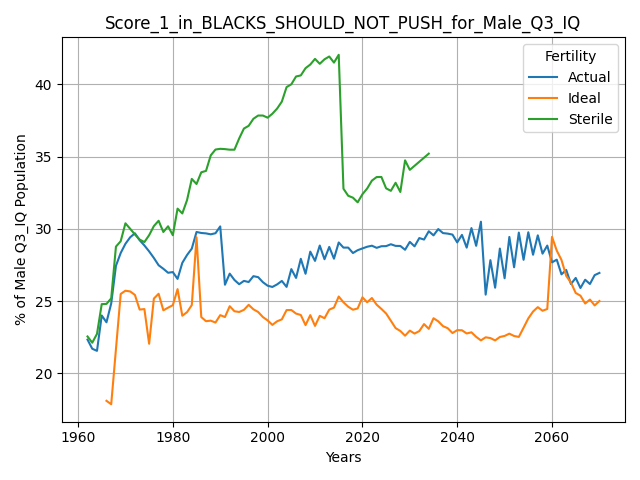 Score_1_in_BLACKS_SHOULD_NOT_PUSH_for_Male_Q3_IQ
Fertility
Actual
Ideal
Sterile
% of Male Q3_IQ Population
40
35
30
25
20
1960
1980
2000
2020
2040
2060
Years